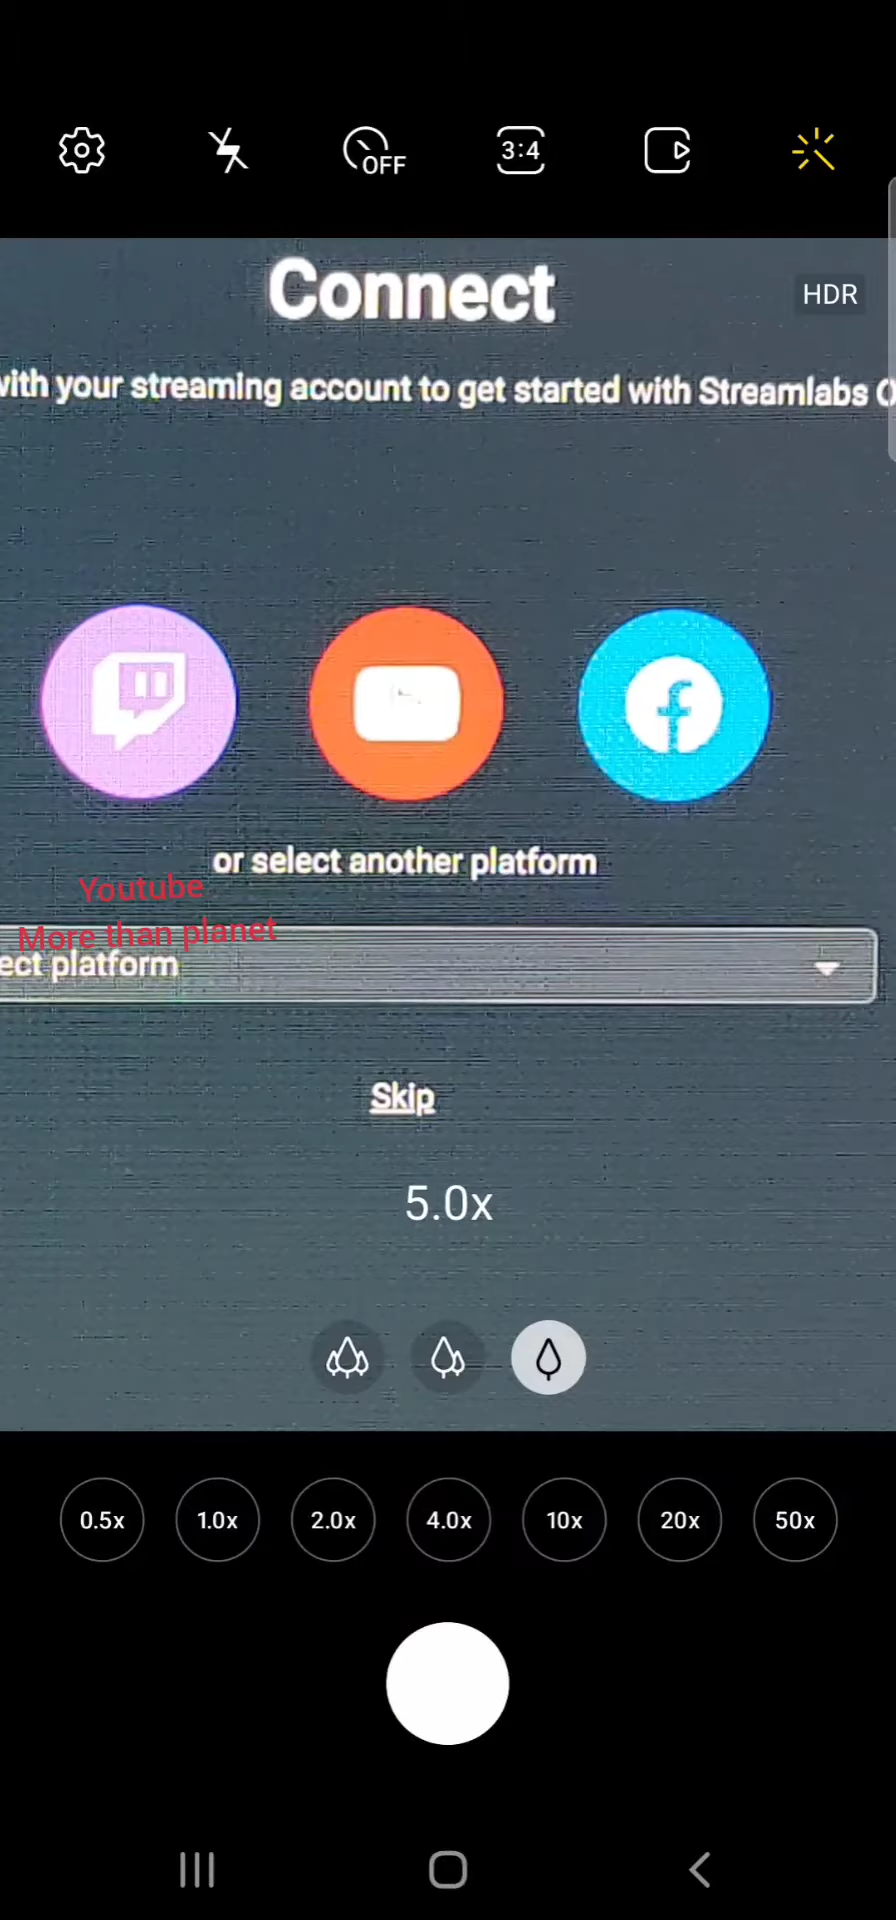 OFF
3:4
Connect
HDR
with your streaming account to get started with Streamlabs
or select another platform
Youtube
More than planet
ect platform
Skip
5.0x
0.5x
1.0x
2.0x
4.0x
10x
20x
50x